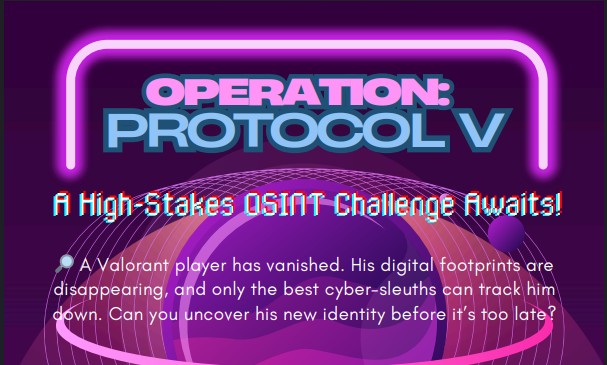 OPERATION:
PROTOCOL V
A High-Stakes OSINT Challenge Awaits!
🔎 A Valorant player has vanished. His digital footprints are
disappearing, and only the best cyber-sleuths can track him
down. Can you uncover his new identity before it’s too late?